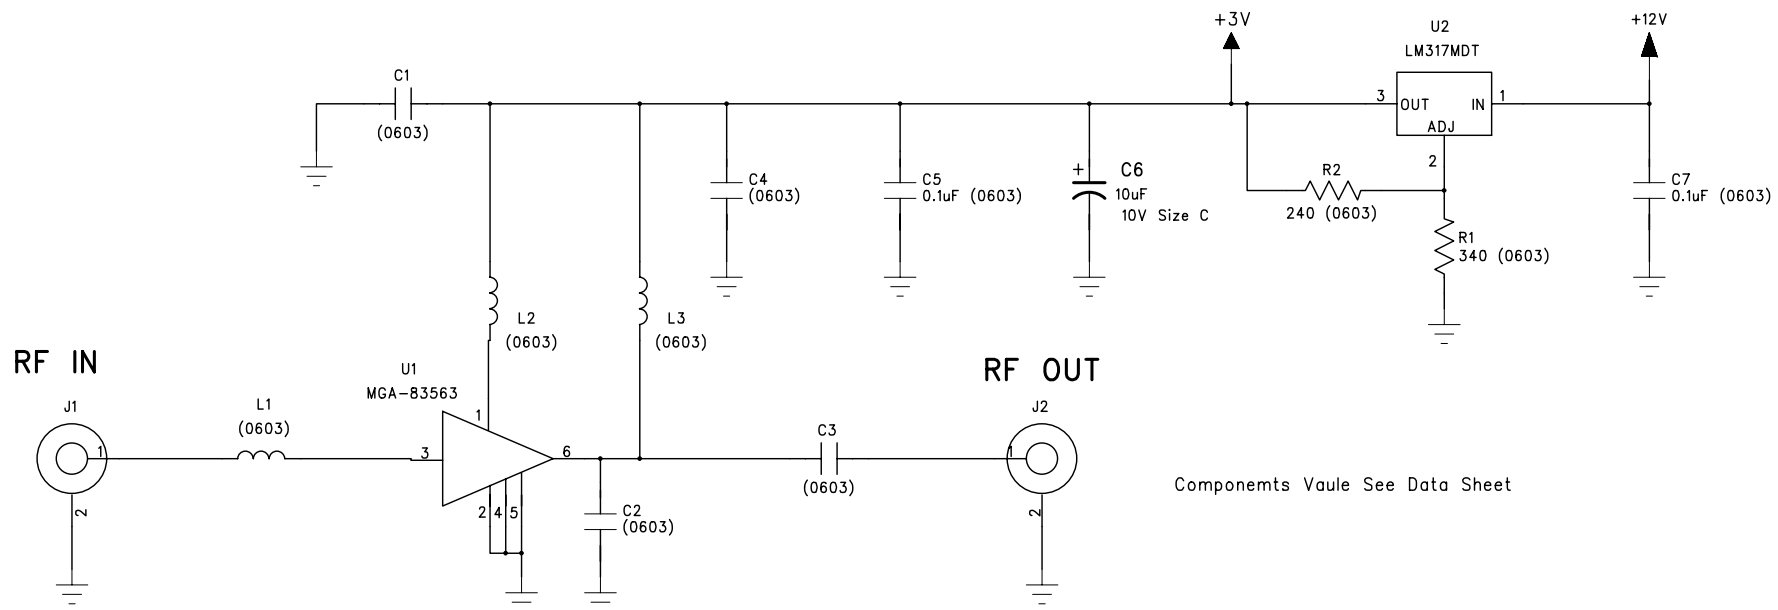 +3V
U2
LM317MDT
+12V
C1
(0603)
3
OUT
IN
1
ADJ
2
C4
(0603)
C5
0.1uF (0603)
+
C6
10uF
10V Size C
R2
240 (0603)
R1
340 (0603)
C7
0.1uF (0603)
L2
(0603)
L3
(0603)
RF IN
J1
1
2
L1
(0603)
U1
MGA-83563
1
3
6
2
4
5
C2
(0603)
C3
(0603)
RF OUT
J2
1
2
Componemts Vaule See Data Sheet